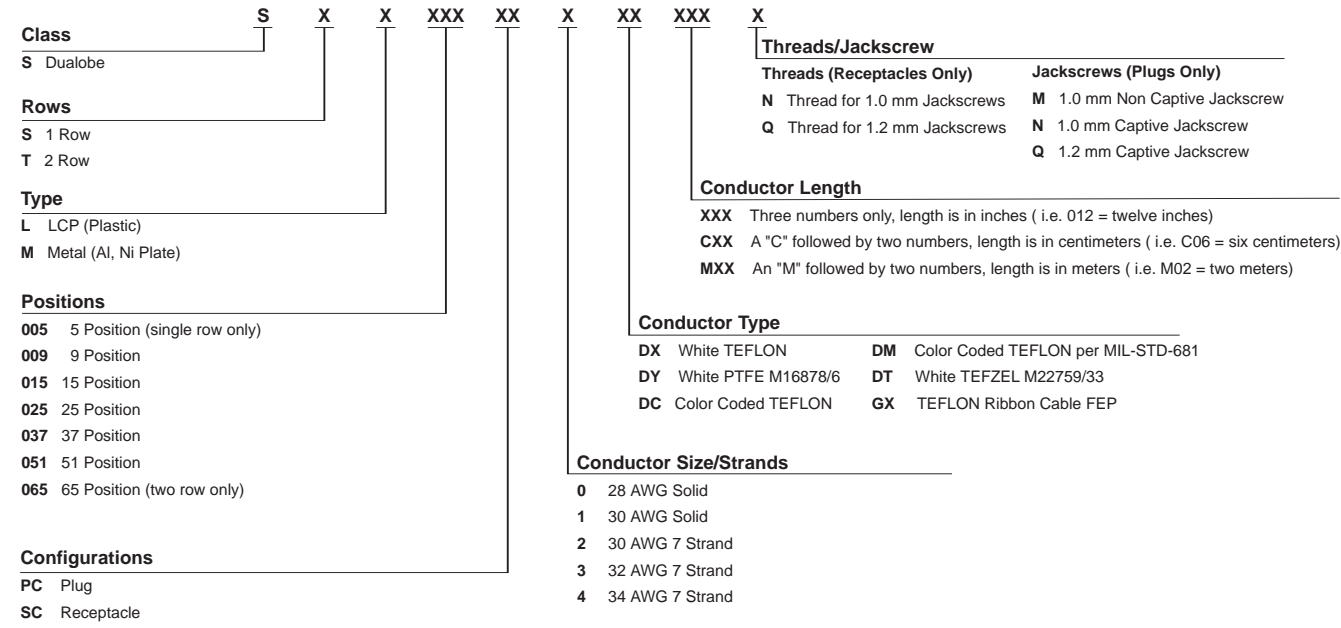 S X X XXX XX X XX XXX X
Class
S Dualobe
Rows
S 1 Row
T 2 Row
Type
L LCP (Plastic)
M Metal (Al, Ni Plate)
Positions
005 5 Position (single row only)
009 9 Position
015 15 Position
025 25 Position
037 37 Position
051 51 Position
065 65 Position (two row only)
Configurations
PC Plug
SC Receptacle
Threads/Jackscrew
Threads (Receptacles Only)
N Thread for 1.0 mm Jackscrews
Q Thread for 1.2 mm Jackscrews
Jackscrews (Plugs Only)
M 1.0 mm Non Captive Jackscrew
N 1.0 mm Captive Jackscrew
Q 1.2 mm Captive Jackscrew
Conductor Length
XXX Three numbers only, length is in inches ( i.e. 012 = twelve inches)
CXX A "C" followed by two numbers, length is in centimeters ( i.e. C06 = six centimeters)
MXX An "M" followed by two numbers, length is in meters ( i.e. M02 = two meters)
Conductor Type
DX White TEFLON
DY White PTFE M16878/6
DC Color Coded TEFLON
DM Color Coded TEFLON per MIL-STD-681
DT White TEFZEL M22759/33
GX TEFLON Ribbon Cable FEP
Conductor Size/Strands
0 28 AWG Solid
1 30 AWG Solid
2 30 AWG 7 Strand
3 32 AWG 7 Strand
4 34 AWG 7 Strand